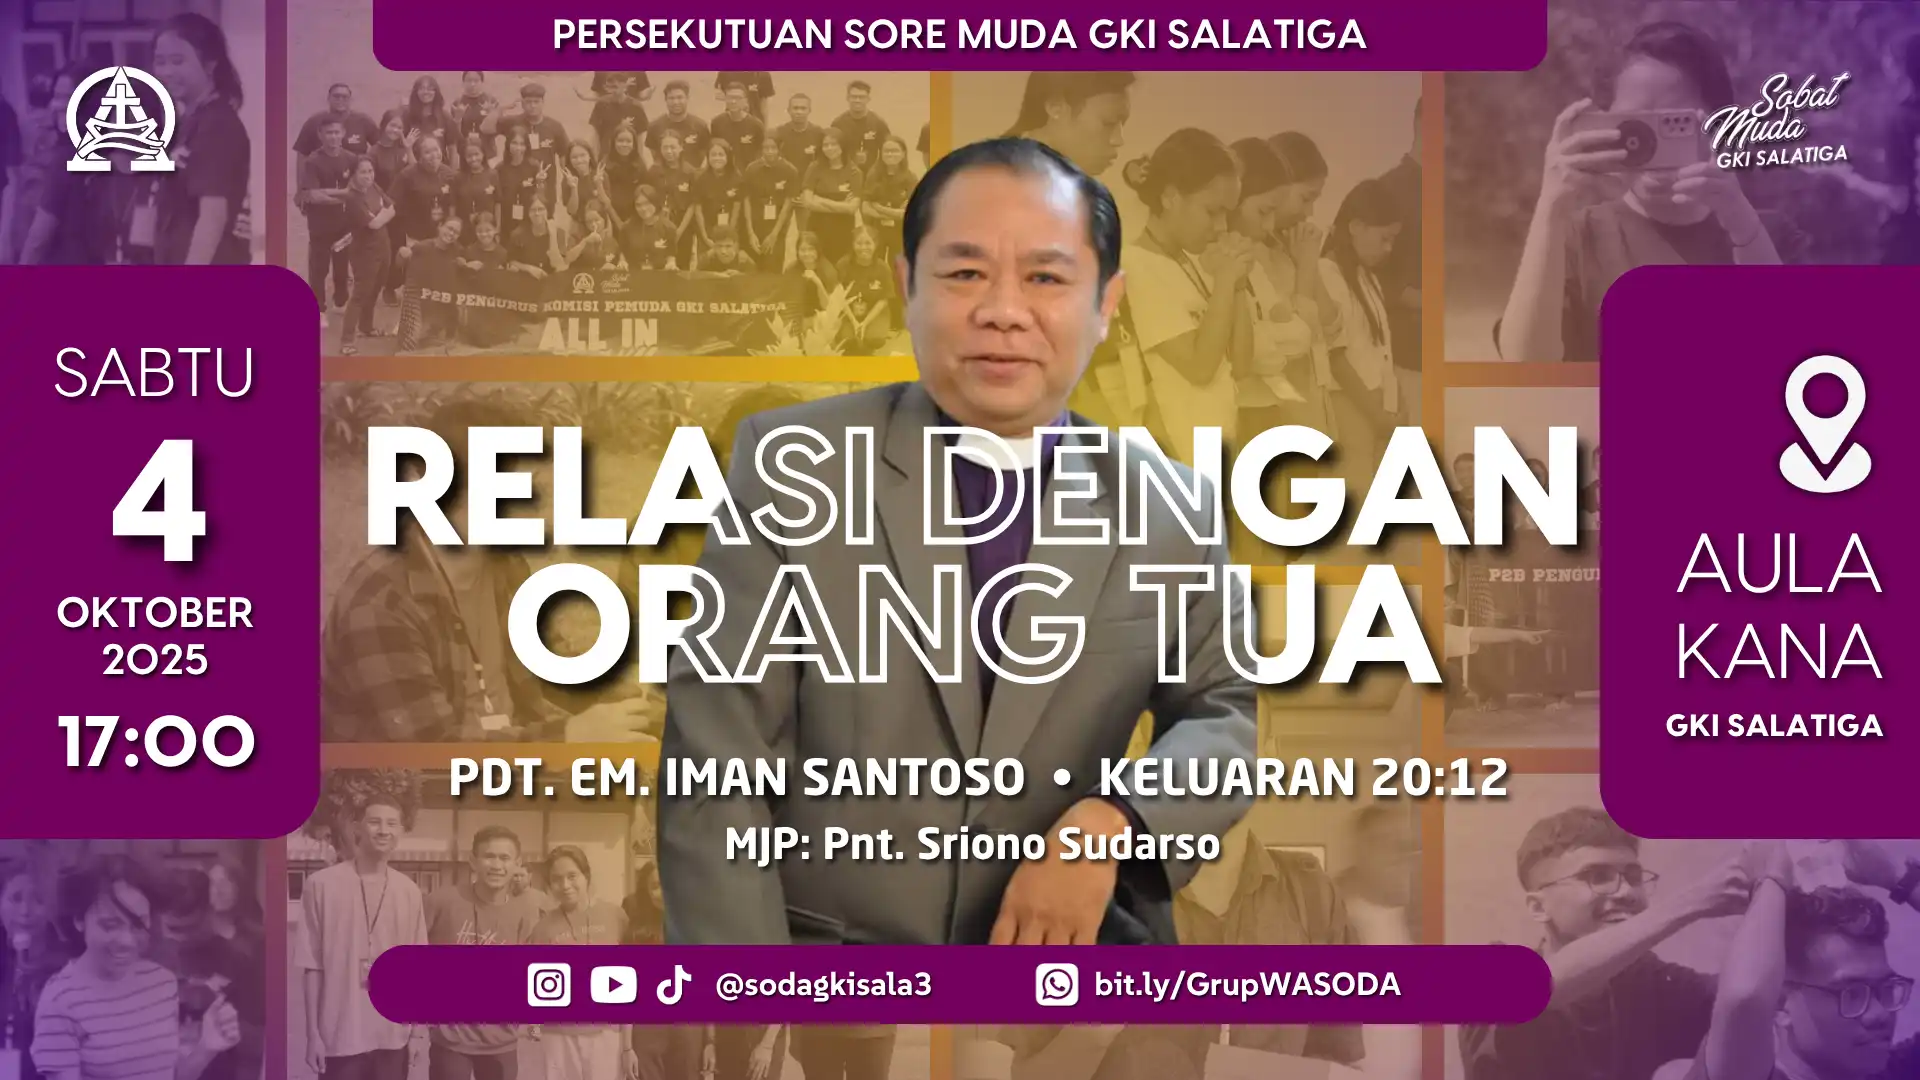 PERSEKUTUAN SORE MUDA GKI SALATIGA
Sobat
Muda
GKI SALATIGA
P2B PENGURUS KOMISI PEMUDA GKI SALATIGA
ALL IN
SABTU
4
OKTOBER
2025
17:00
RELASI DENGAN
ORANG TUA
AULA
KANA
GKI SALATIGA
P2B PENGU
PDT. EM. IMAN SANTOSO • KELUARAN 20:12
MJP: Pnt. Sriono Sudarso
@sodagkisala3
bit.ly/GrupWASODA